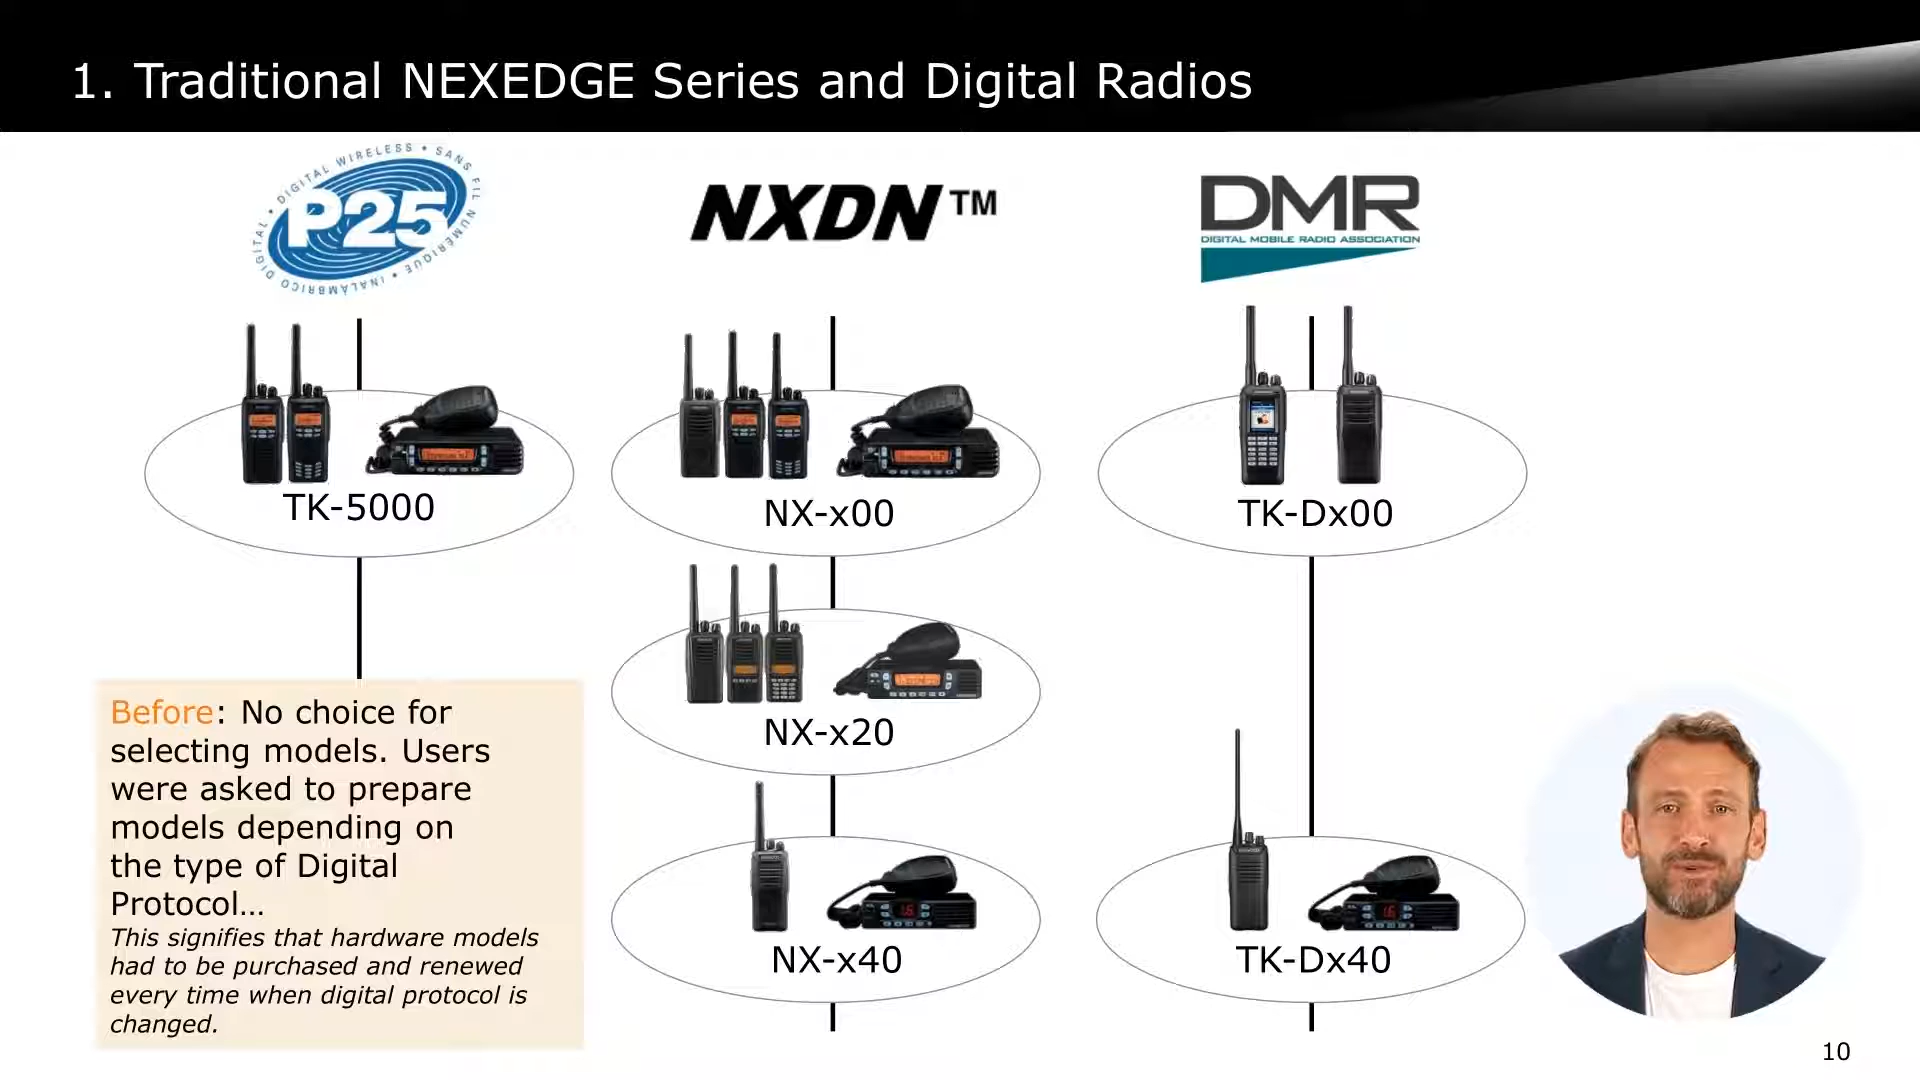 1. Traditional NEXEDGE Series and Digital Radios
DIGITAL • DIGITAL WIRELESS • SANS FIL NUMÉRIQUE • INALÁMBRICO
P25
NXDN™
DMR
DIGITAL MOBILE RADIO ASSOCIATION
TK-5000
NX-x00
TK-Dx00
NX-x20
NX-x40
TK-Dx40
Before: No choice for
selecting models. Users
were asked to prepare
models depending on
the type of Digital
Protocol...
This signifies that hardware models
had to be purchased and renewed
every time when digital protocol is
changed.
10